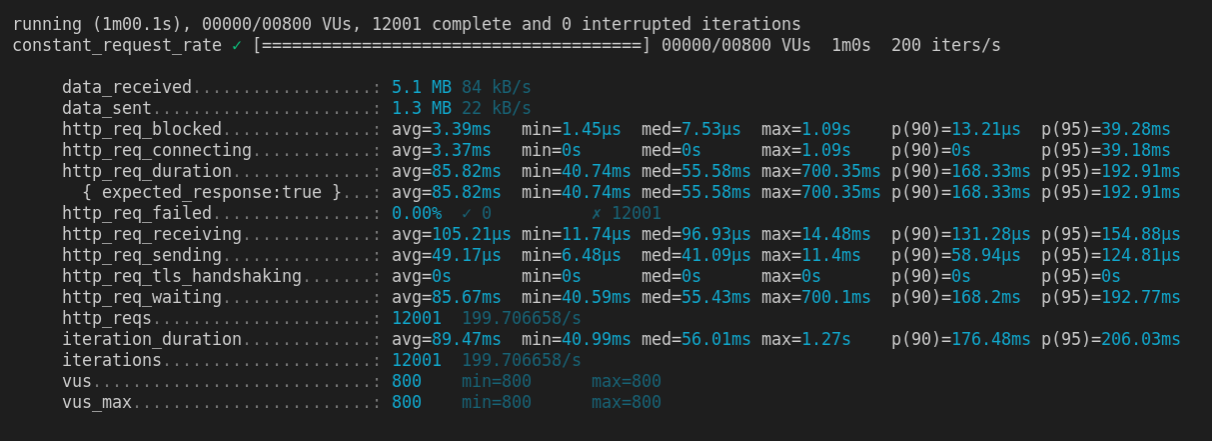 running (1m00.1s), 00000/00800 VUs, 12001 complete and 0 interrupted iterations
constant_request_rate ✓ [======================================] 00000/00800 VUs  1m0s  200 iters/s
data_received..................: 5.1 MB 84 kB/s
data_sent......................: 1.3 MB 22 kB/s
http_req_blocked...............: avg=3.39ms   min=1.45µs  med=7.53µs  max=1.09s    p(90)=13.21µs  p(95)=39.28ms
http_req_connecting............: avg=3.37ms   min=0s      med=0s      max=1.09s    p(90)=0s       p(95)=39.18ms
http_req_duration..............: avg=85.82ms  min=40.74ms med=55.58ms max=700.35ms p(90)=168.33ms p(95)=192.91ms
{ expected_response:true }...: avg=85.82ms  min=40.74ms med=55.58ms max=700.35ms p(90)=168.33ms p(95)=192.91ms
http_req_failed................: 0.00%  ✓ 0          ✗ 12001
http_req_receiving.............: avg=105.21µs min=11.74µs med=96.93µs max=14.48ms  p(90)=131.28µs p(95)=154.88µs
http_req_sending...............: avg=49.17µs  min=6.48µs  med=41.09µs max=11.4ms   p(90)=58.94µs  p(95)=124.81µs
http_req_tls_handshaking.......: avg=0s       min=0s      med=0s      max=0s       p(90)=0s       p(95)=0s
http_req_waiting...............: avg=85.67ms  min=40.59ms med=55.43ms max=700.1ms  p(90)=168.2ms  p(95)=192.77ms
http_reqs......................: 12001  199.706658/s
iteration_duration.............: avg=89.47ms  min=40.99ms med=56.01ms max=1.27s    p(90)=176.48ms p(95)=206.03ms
iterations.....................: 12001  199.706658/s
vus............................: 800    min=800      max=800
vus_max........................: 800    min=800      max=800